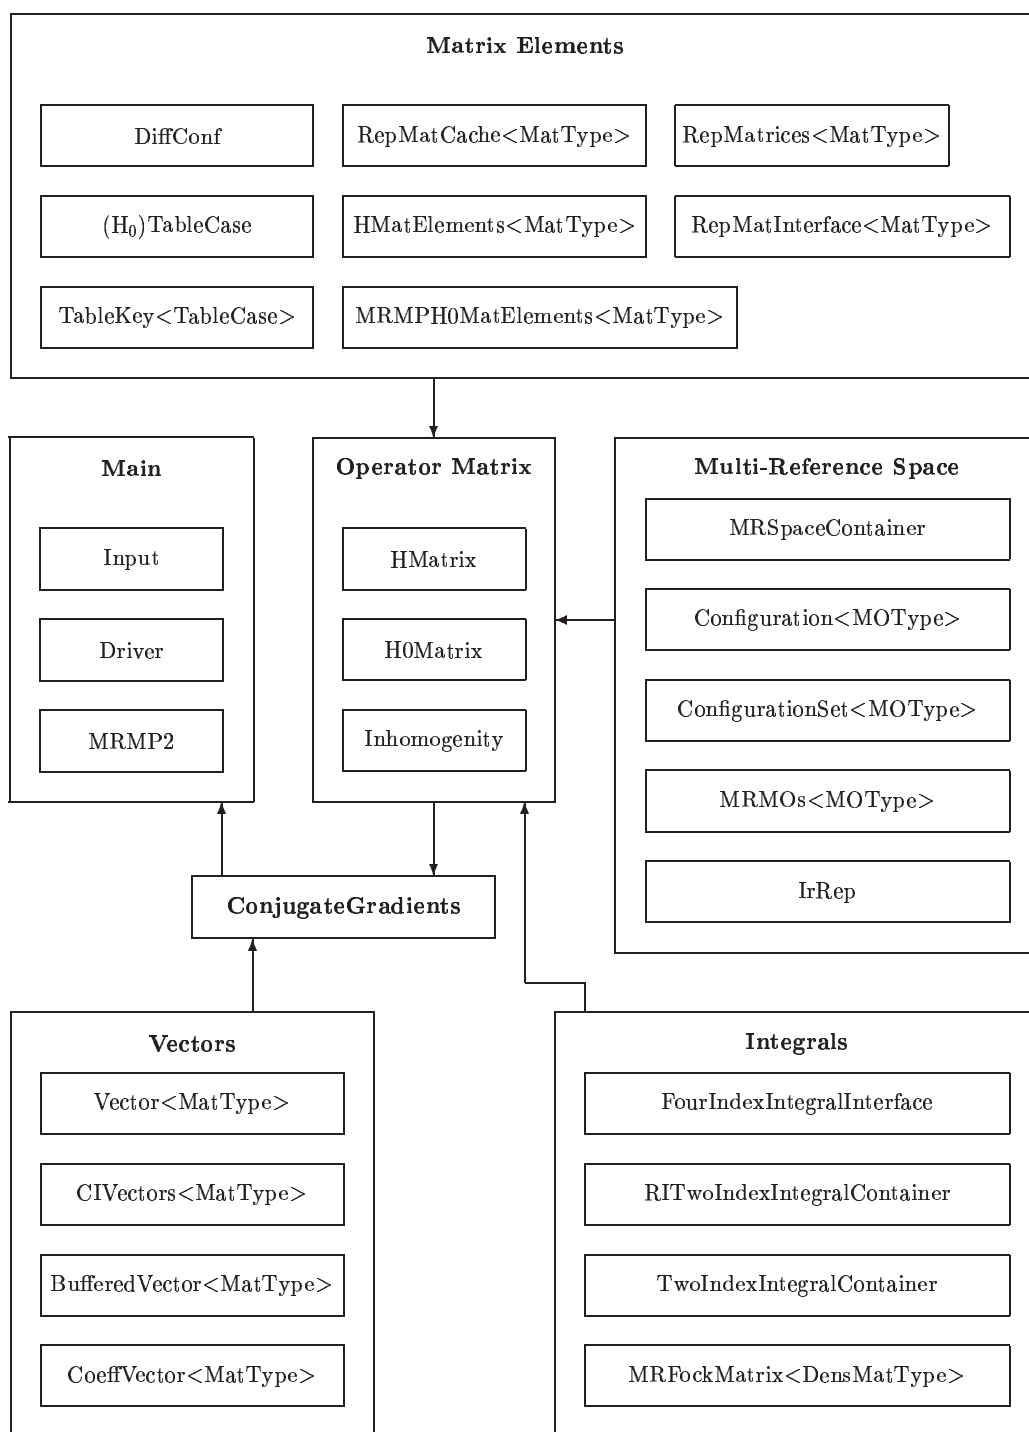 Matrix Elements
DiffConf
RepMatCache<MatType>
RepMatrices<MatType>
(H₀)TableCase
HMatElements<MatType>
RepMatInterface<MatType>
TableKey<TableCase>
MRMPH0MatElements<MatType>
Main
Input
Driver
MRMP2
Operator Matrix
HMatrix
H0Matrix
Inhomogenity
Multi-Reference Space
MRSpaceContainer
Configuration<MOType>
ConfigurationSet<MOType>
MRMOs<MOType>
IrRep
ConjugateGradients
Vectors
Vector<MatType>
CIVectors<MatType>
BufferedVector<MatType>
CoeffVector<MatType>
Integrals
FourIndexIntegralInterface
RITwoIndexIntegralContainer
TwoIndexIntegralContainer
MRFockMatrix<DensMatType>